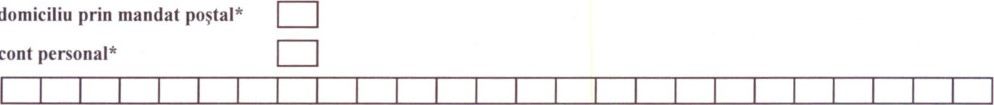 domiciliu prin mandat poştal*
cont personal*